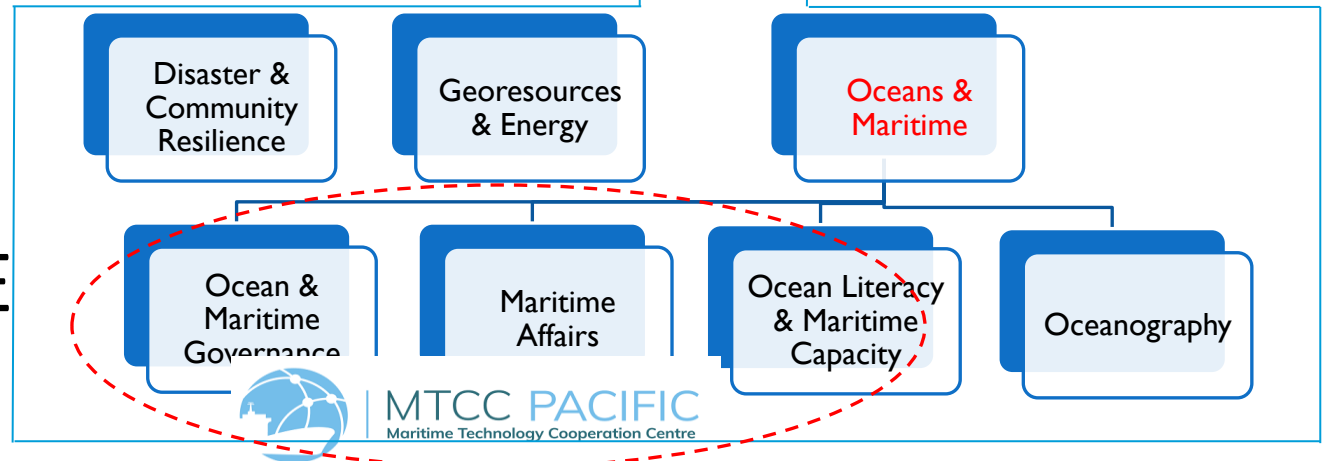 Disaster &
Community
Resilience
Georesources
& Energy
Oceans &
Maritime
E
Ocean &
Maritime
Governance
Maritime
Affairs
Ocean Literacy
& Maritime
Capacity
Oceanography
MTCC PACIFIC
Maritime Technology Cooperation Centre